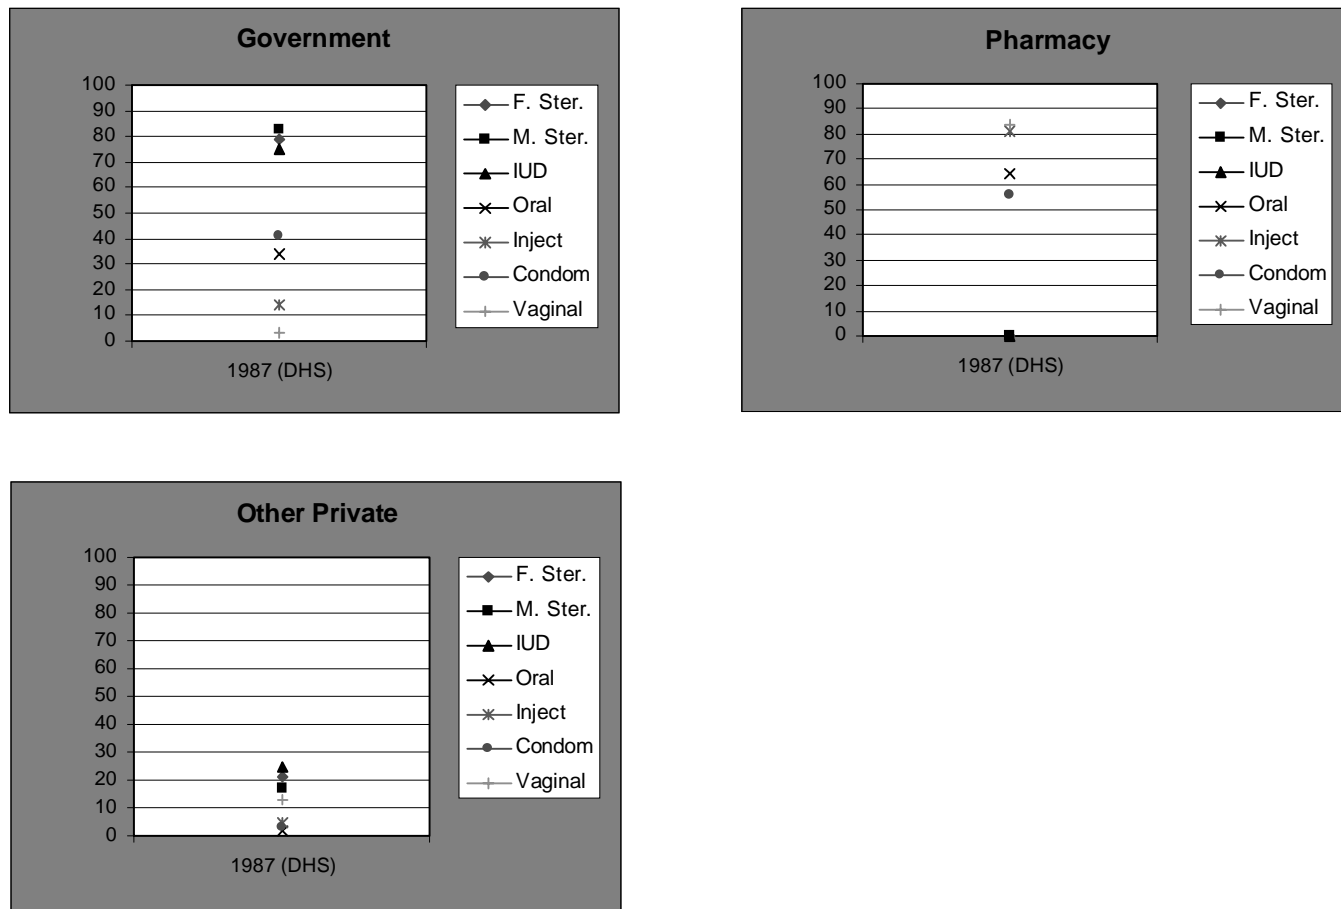 Government
100
90
80
70
60
50
40
30
20
10
0
1987 (DHS)
F. Ster.
M. Ster.
IUD
Oral
Inject
Condom
Vaginal
Pharmacy
100
90
80
70
60
50
40
30
20
10
0
1987 (DHS)
F. Ster.
M. Ster.
IUD
Oral
Inject
Condom
Vaginal
Other Private
100
90
80
70
60
50
40
30
20
10
0
1987 (DHS)
F. Ster.
M. Ster.
IUD
Oral
Inject
Condom
Vaginal